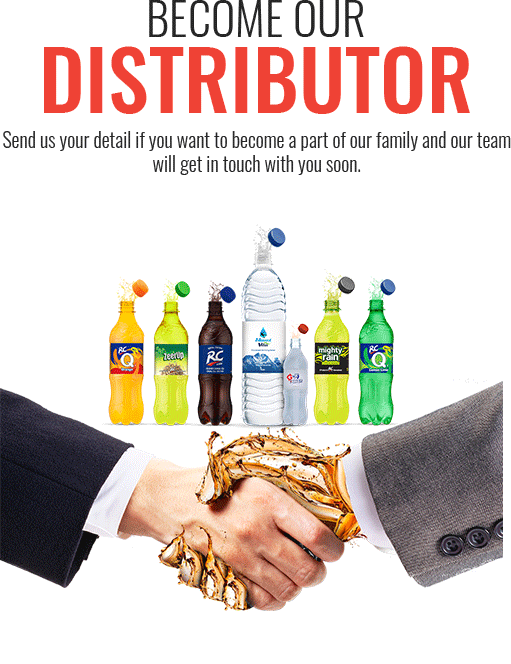 BECOME OUR
DISTRIBUTOR
Send us your detail if you want to become a part of our family and our team
will get in touch with you soon.
RC
Q
Zeerup
RC
mighty
rain
RC
Q